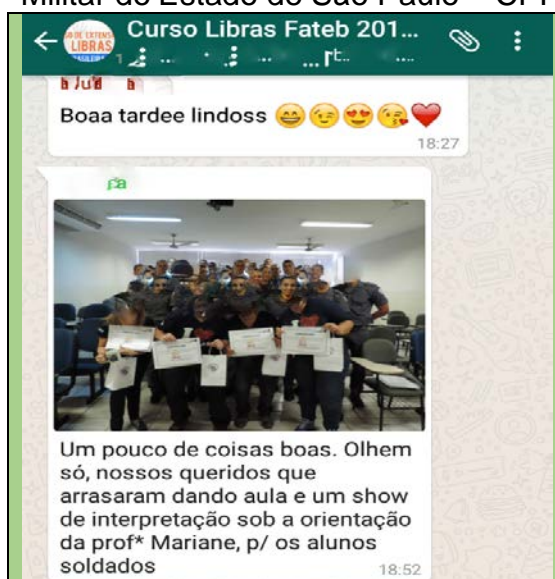 Militar do Estado de São Paulo – CPI
Curso Libras Fateb 201...
LIBRAS
Boaa tardee lindoss 😄😉😍😘❤
18:27
Um pouco de coisas boas. Olhem
só, nossos queridos que
arrasaram dando aula e um show
de interpretação sob a orientação
da prof* Mariane, p/ os alunos
soldados
18:52